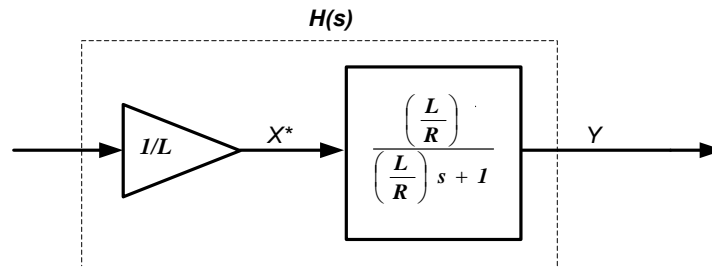 H(s)
1/L
X*
(L/R)
(L/R) s + 1
Y